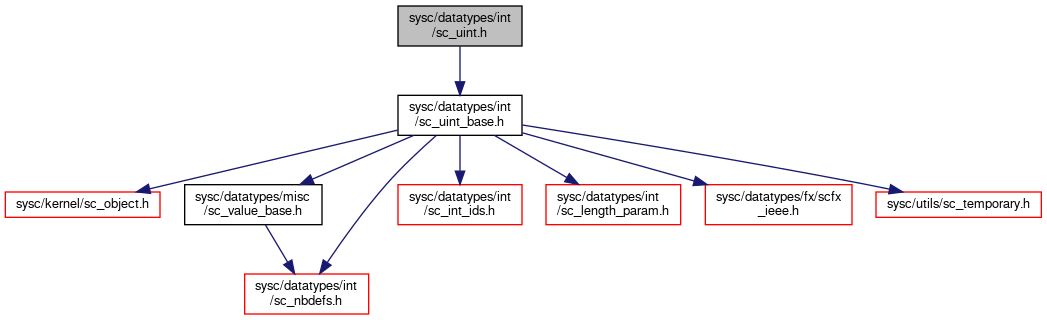 sysc/datatypes/int
/sc_uint.h
sysc/datatypes/int
/sc_uint_base.h
sysc/kernel/sc_object.h
sysc/datatypes/misc
/sc_value_base.h
sysc/datatypes/int
/sc_int_ids.h
sysc/datatypes/int
/sc_length_param.h
sysc/datatypes/fx/scfx
_ieee.h
sysc/utils/sc_temporary.h
sysc/datatypes/int
/sc_nbdefs.h